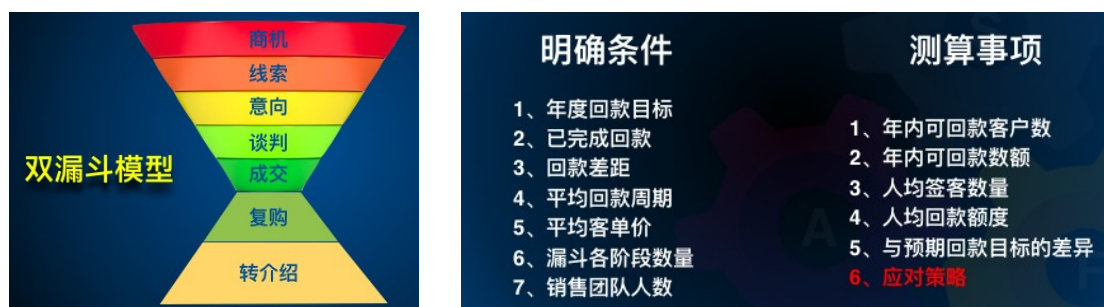 双漏斗模型
商机
线索
意向
谈判
成交
复购
转介绍
明确条件
1、年度回款目标
2、已完成回款
3、回款差距
4、平均回款周期
5、平均客单价
6、漏斗各阶段数量
7、销售团队人数
测算事项
1、年内可回款客户数
2、年内可回款数额
3、人均签客数量
4、人均回款额度
5、与预期回款目标的差异
6、应对策略